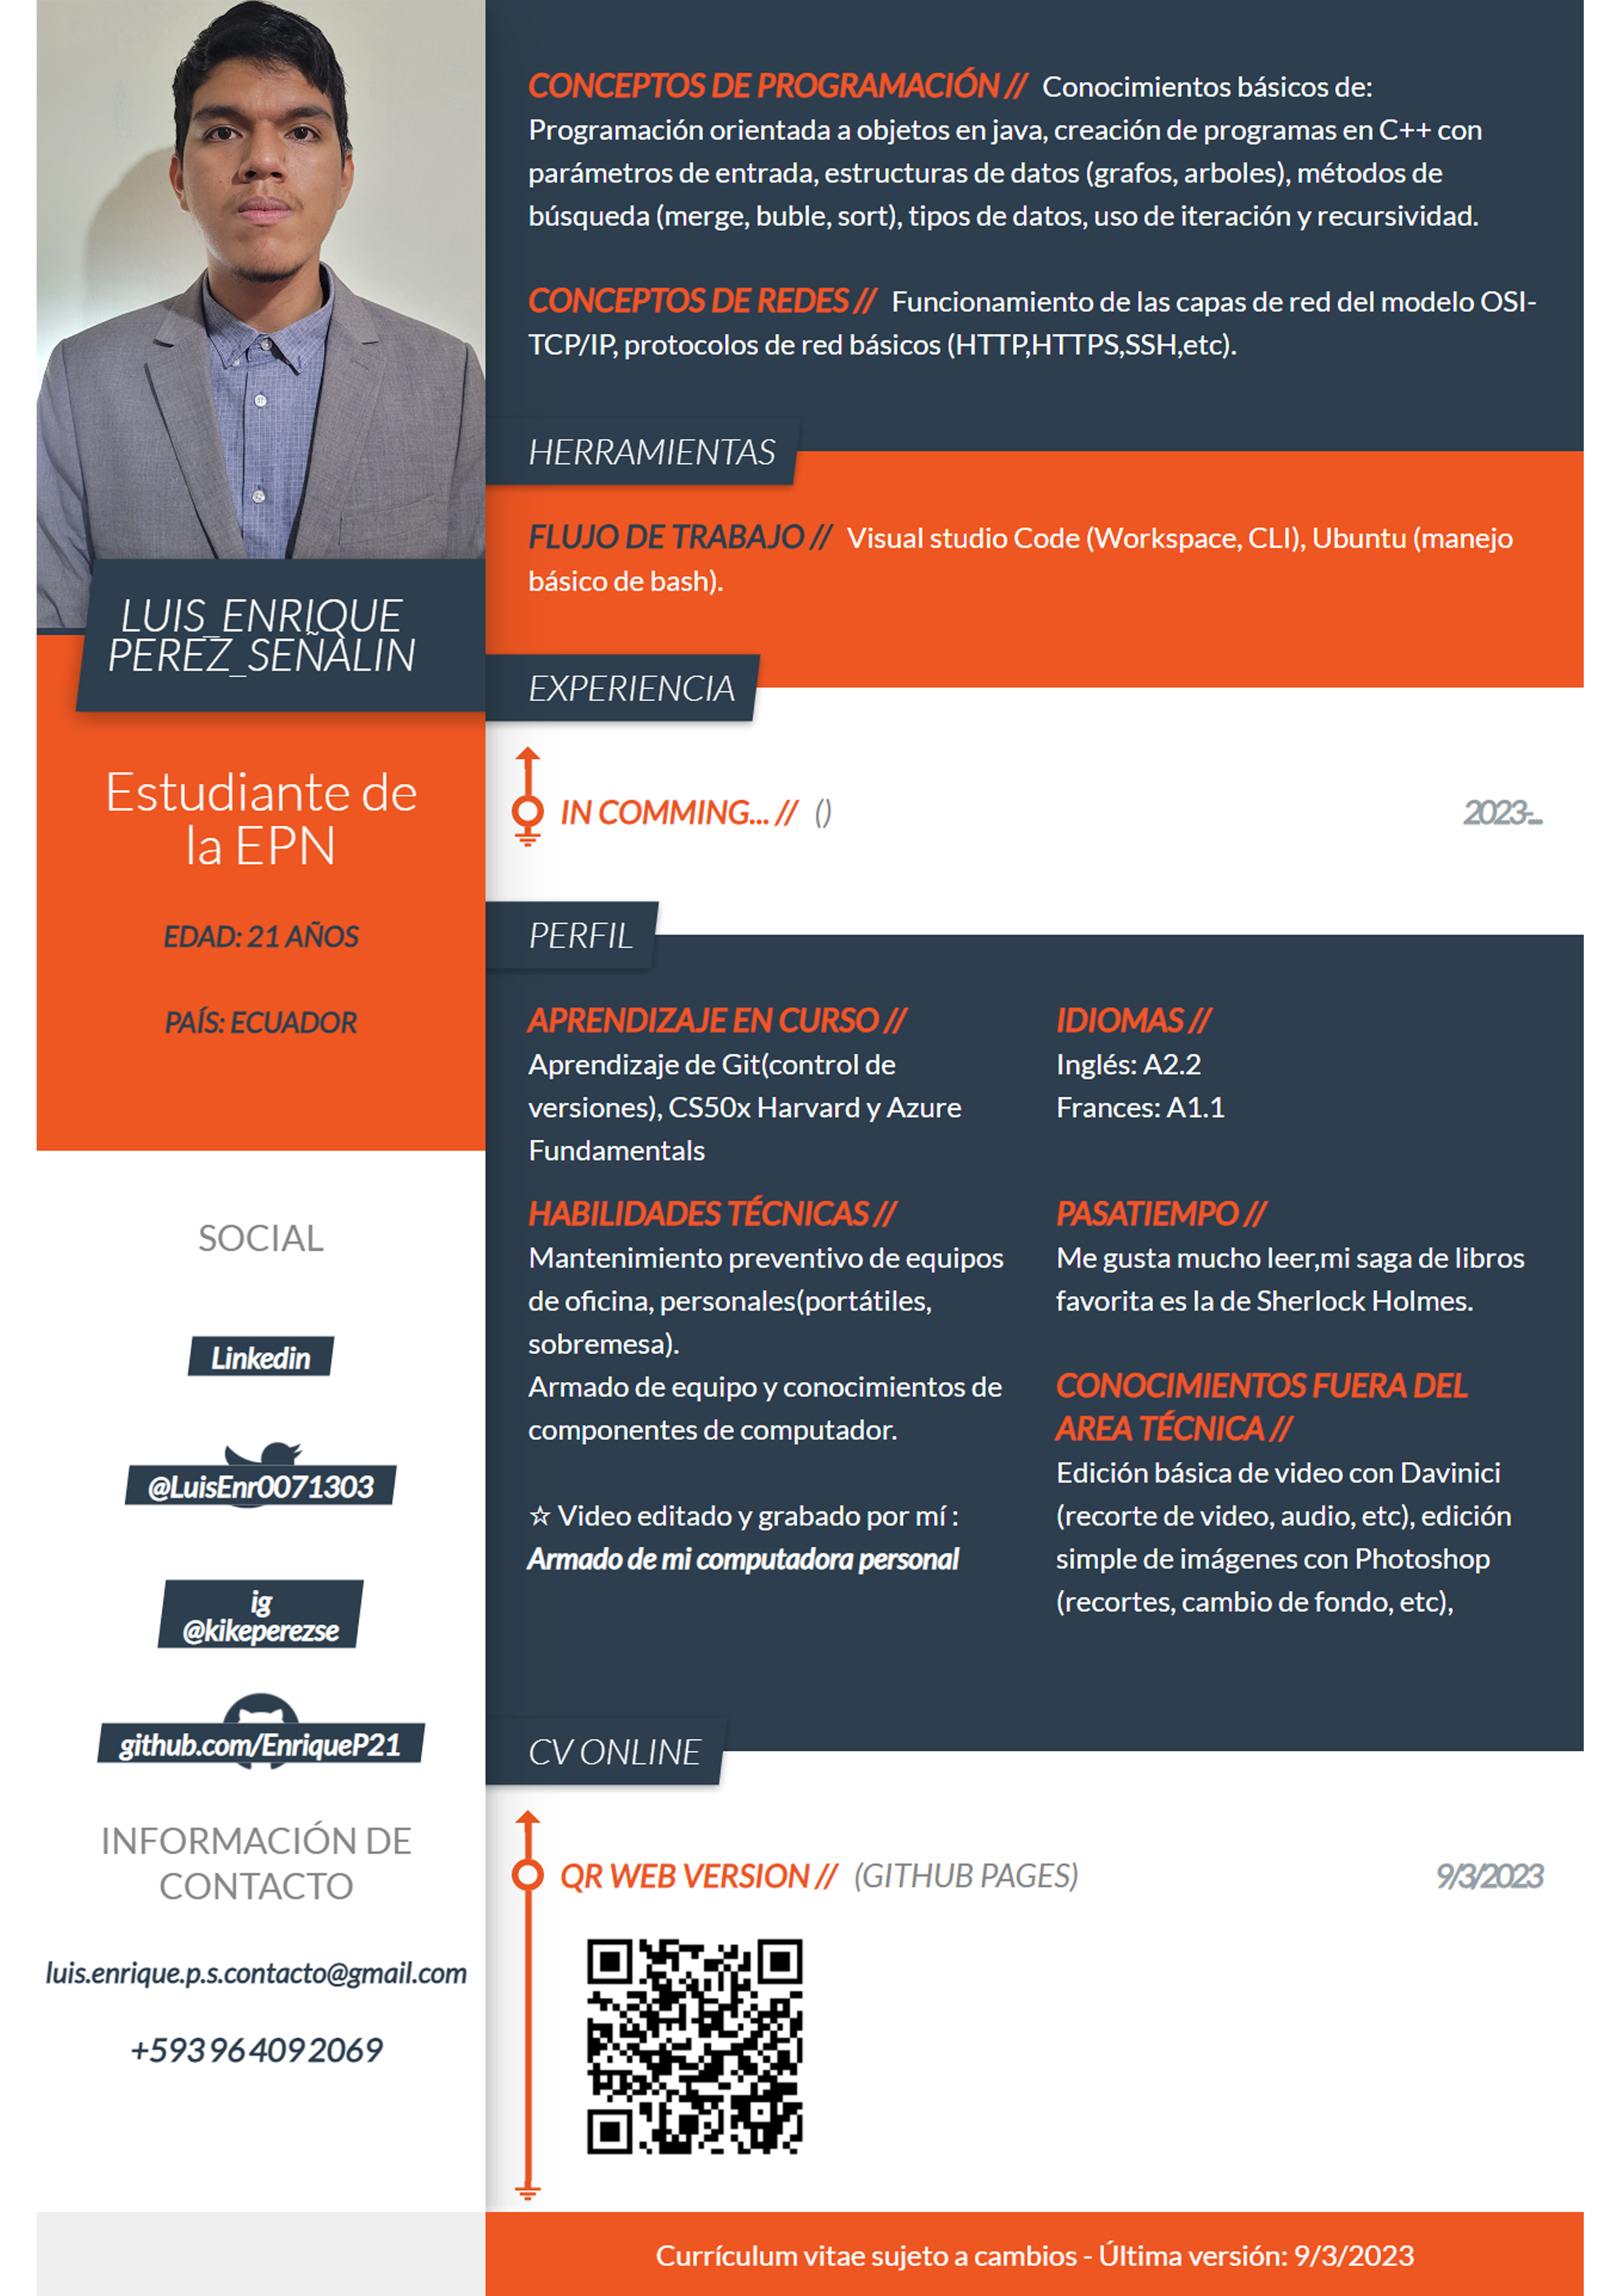 LUIS_ENRIQUE
PEREZ_SEÑALIN
Estudiante de
la EPN
EDAD: 21 AÑOS
PAÍS: ECUADOR
SOCIAL
Linkedin
@LuisEnr0071303
ig
@kikeperezse
github.com/EnriqueP21
INFORMACIÓN DE
CONTACTO
luis.enrique.p.s.contacto@gmail.com
+593964092069
CONCEPTOS DE PROGRAMACIÓN // Conocimientos básicos de:
Programación orientada a objetos en java, creación de programas en C++ con
parámetros de entrada, estructuras de datos (grafos, arboles), métodos de
búsqueda (merge, buble, sort), tipos de datos, uso de iteración y recursividad.
CONCEPTOS DE REDES // Funcionamiento de las capas de red del modelo OSI-
TCP/IP, protocolos de red básicos (HTTP,HTTPS,SSH,etc).
HERRAMIENTAS
FLUJO DE TRABAJO // Visual studio Code (Workspace, CLI), Ubuntu (manejo
básico de bash).
EXPERIENCIA
IN COMMING... // () 2023-...
PERFIL
APRENDIZAJE EN CURSO //
Aprendizaje de Git(control de
versiones), CS50x Harvard y Azure
Fundamentals
HABILIDADES TÉCNICAS //
Mantenimiento preventivo de equipos
de oficina, personales(portátiles,
sobremesa).
Armado de equipo y conocimientos de
componentes de computador.
☆ Video editado y grabado por mí :
Armado de mi computadora personal
IDIOMAS //
Inglés: A2.2
Frances: A1.1
PASATIEMPO //
Me gusta mucho leer,mi saga de libros
favorita es la de Sherlock Holmes.
CONOCIMIENTOS FUERA DEL
AREA TÉCNICA //
Edición básica de video con Davinici
(recorte de video, audio, etc), edición
simple de imágenes con Photoshop
(recortes, cambio de fondo, etc),
CV ONLINE
QR WEB VERSION // (GITHUB PAGES) 9/3/2023
Currículum vitae sujeto a cambios - Última versión: 9/3/2023